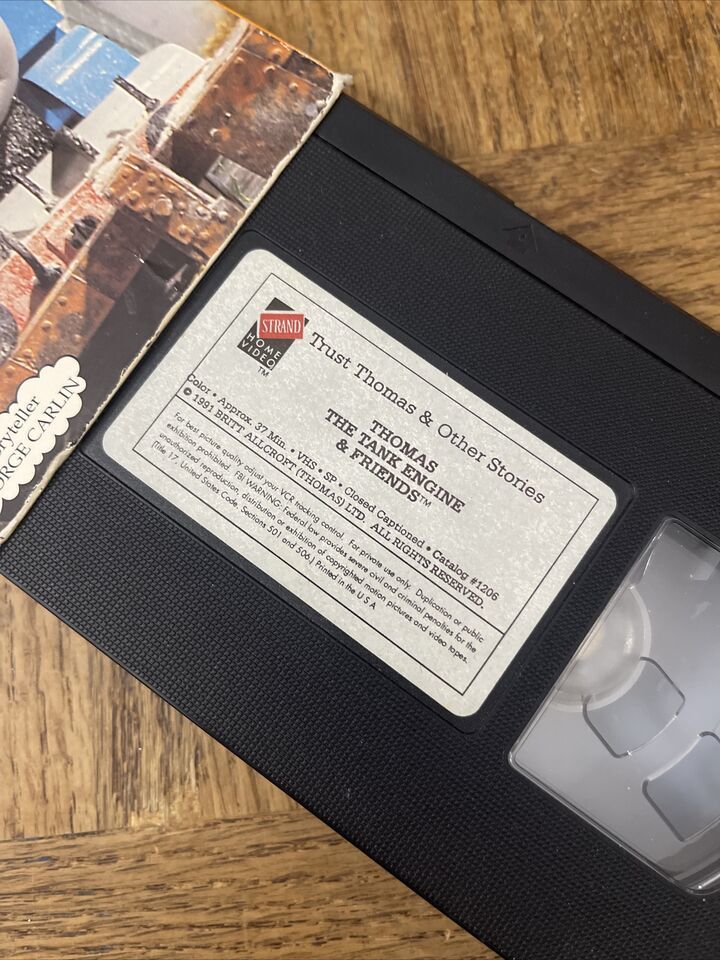 STRAND
HOME
VIDEO
TM
Trust Thomas & Other Stories
THOMAS
THE TANK ENGINE
& FRIENDS™
Color • Approx. 37 Min. • VHS • SP • Closed Captioned • Catalog #1206
© 1991 BRITT ALLCROFT (THOMAS) LTD. ALL RIGHTS RESERVED.
For best picture quality adjust your VCR tracking control. For private use only. Duplication or public
exhibition prohibited. FBI WARNING: Federal law provides severe civil and criminal penalties for the
unauthorized reproduction, distribution or exhibition of copyrighted motion pictures and video tapes.
(Title 17, United States Code, Sections 501 and 506.) Printed in the U S A
CARLIN